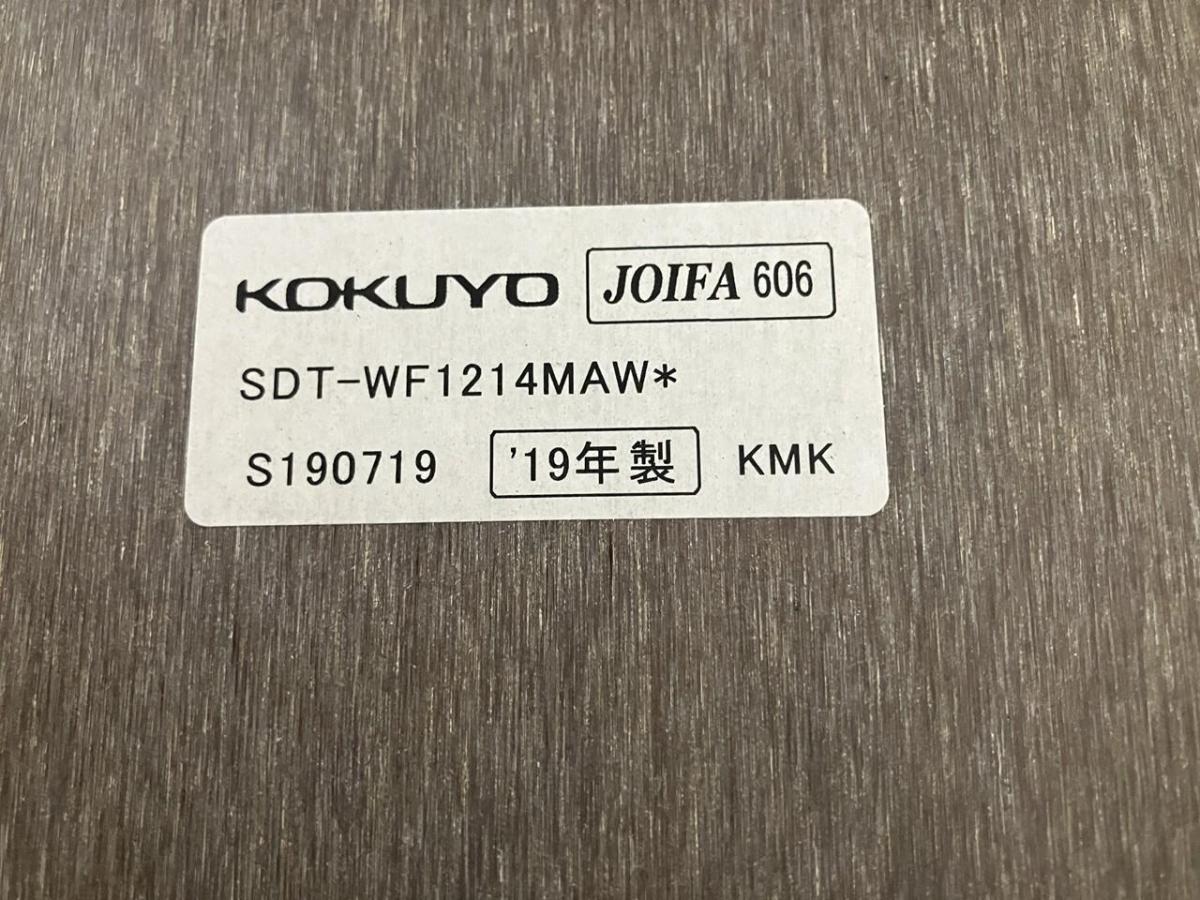 KOKUYO JOIFA 606
SDT-WF1214MAW*
S190719 '19年製 KMK